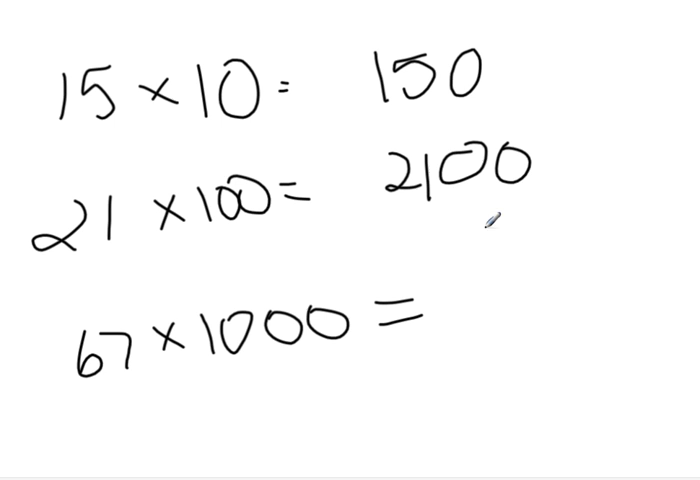 15 × 10 = 150
21 × 100 = 2100
67 × 1000 =